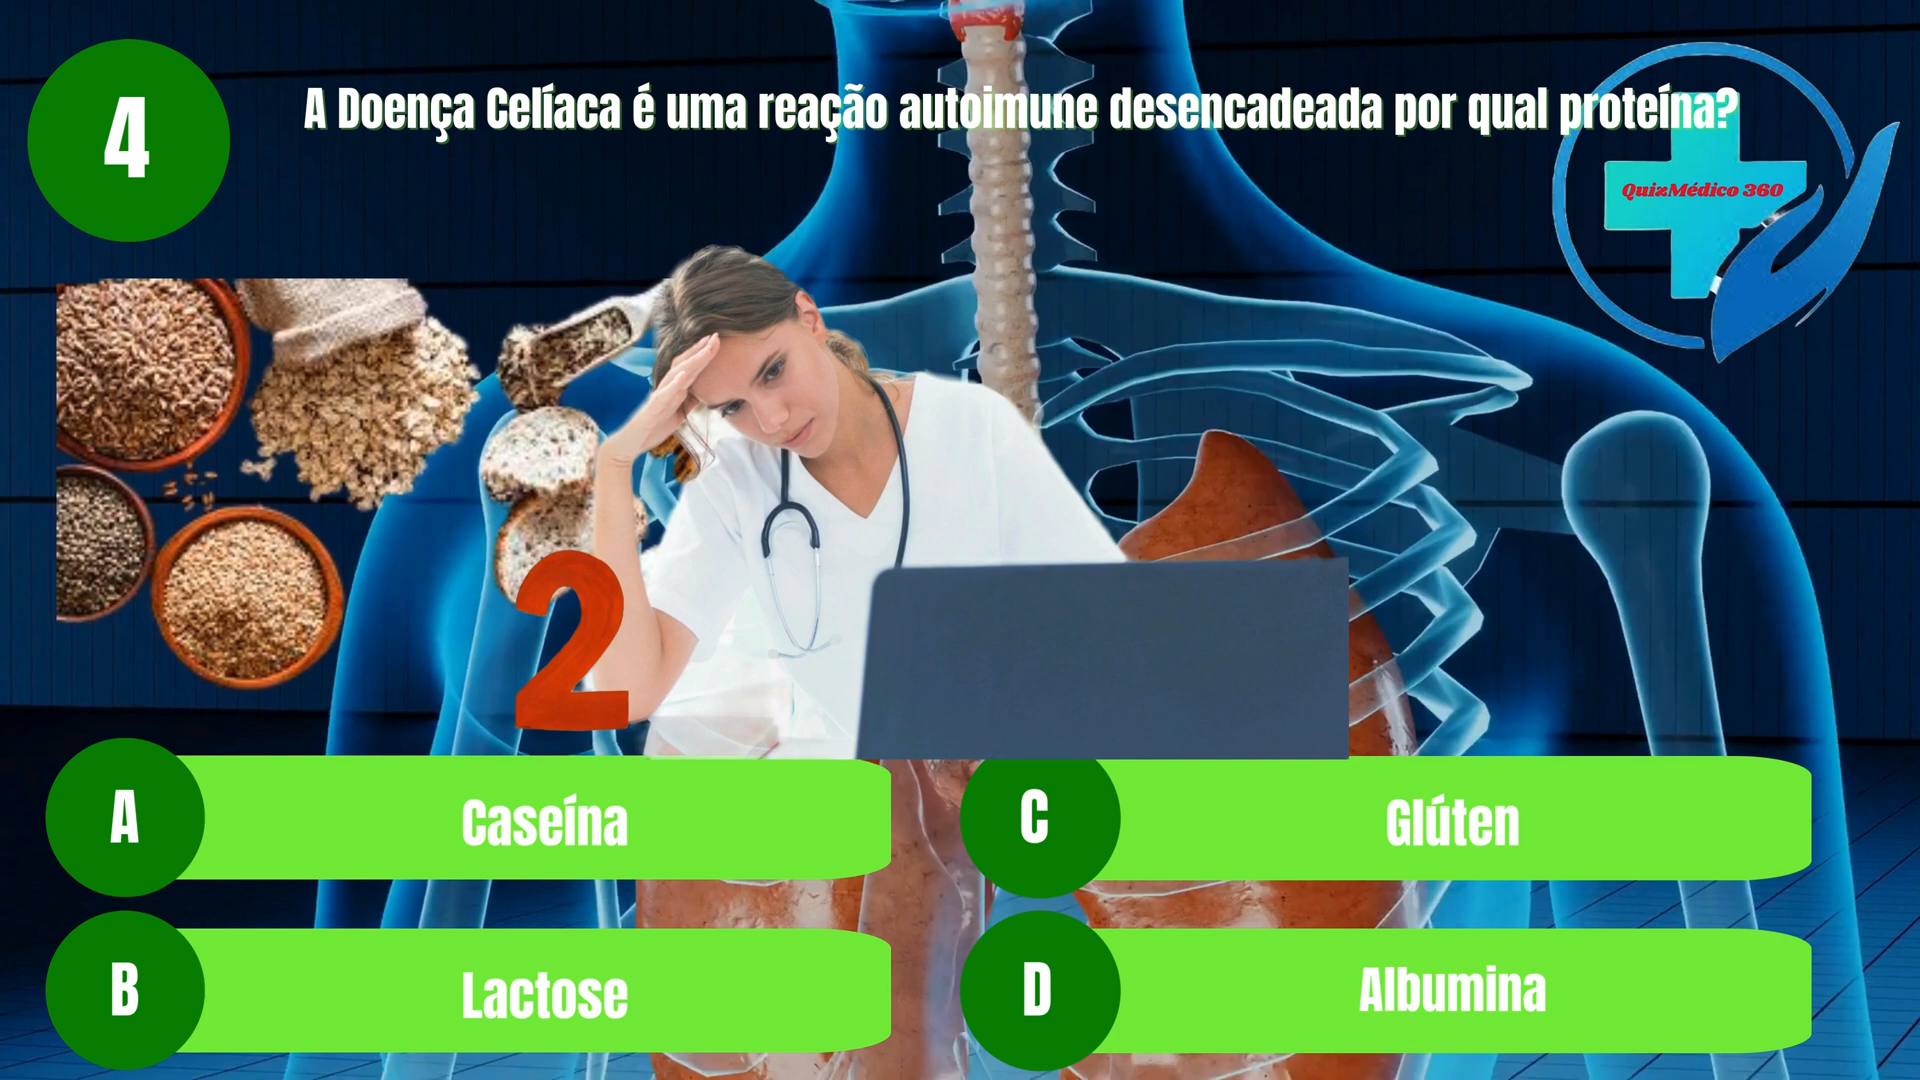 4
A Doença Celíaca é uma reação autoimune desencadeada por qual proteína?
QuizMédico 360
2
A
Caseína
C
Glúten
B
Lactose
D
Albumina